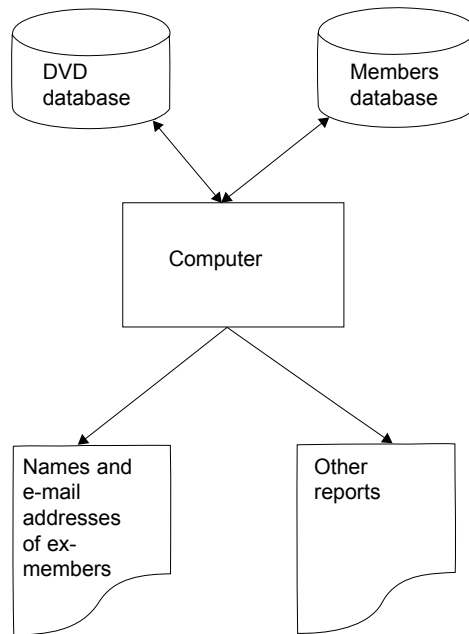 DVD
database
Members
database
Computer
Names and
e-mail
addresses
of ex-
members
Other
reports